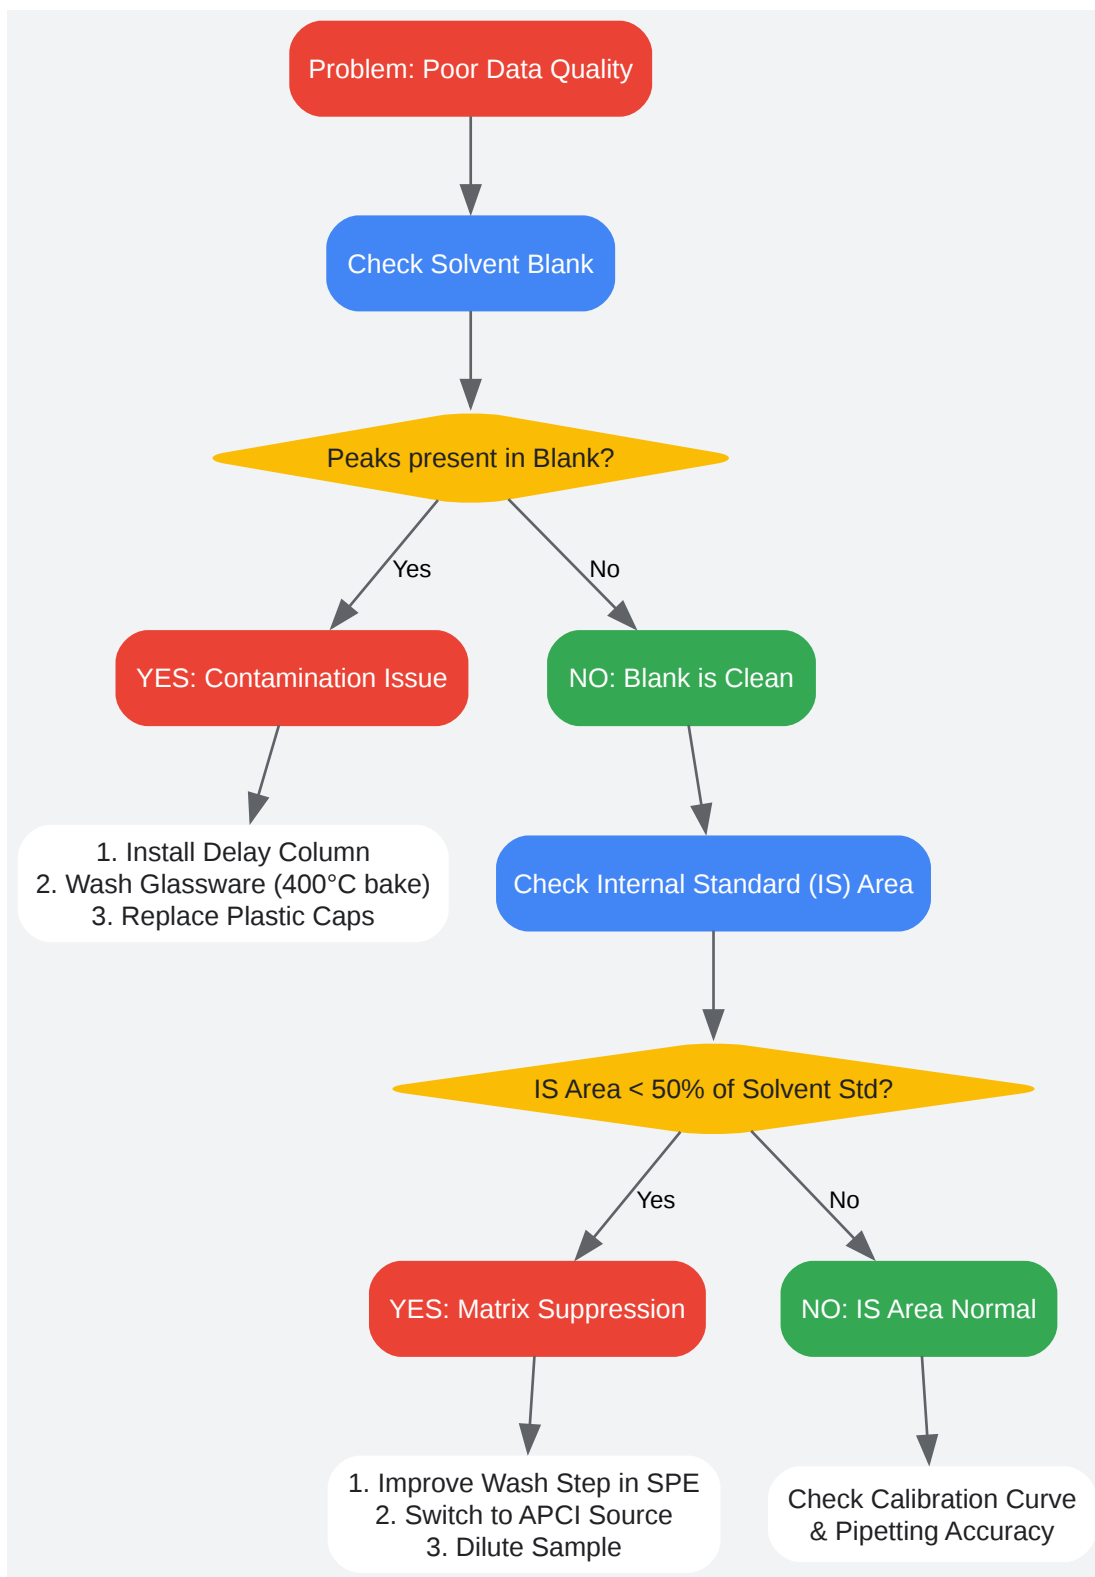 Problem: Poor Data Quality
Check Solvent Blank
Peaks present in Blank?
Yes
No
YES: Contamination Issue
NO: Blank is Clean
1. Install Delay Column
2. Wash Glassware (400°C bake)
3. Replace Plastic Caps
Check Internal Standard (IS) Area
IS Area < 50% of Solvent Std?
Yes
No
YES: Matrix Suppression
NO: IS Area Normal
1. Improve Wash Step in SPE
2. Switch to APCI Source
3. Dilute Sample
Check Calibration Curve
& Pipetting Accuracy